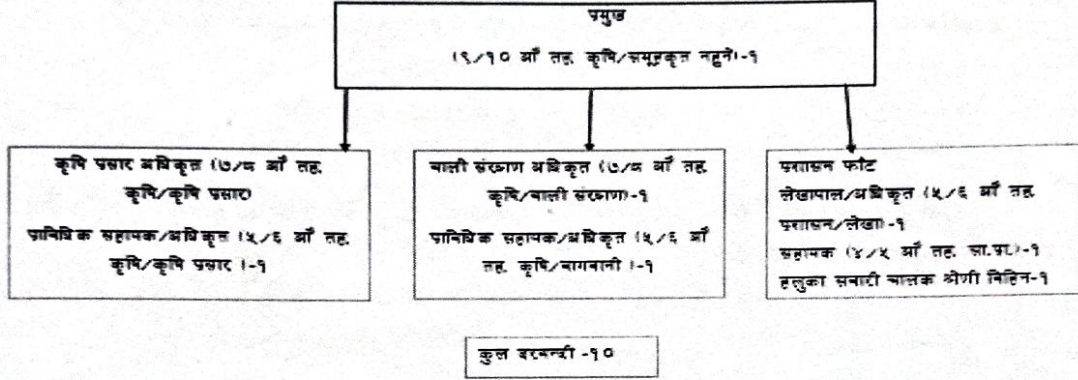 प्रमुख
(९/१० औँ तह, कृषि/समूहकृत नहुने)-१
कृषि प्रसार अधिकृत (७/८ औँ तह,
कृषि/कृषि प्रसार)
प्राविधिक सहायक/अधिकृत (५/६ औँ तह,
कृषि/कृषि प्रसार )-१
बाली संरक्षण अधिकृत (७/८ औँ तह,
कृषि/बाली संरक्षण)-१
प्राविधिक सहायक/अधिकृत (५/६ औँ
तह, कृषि/बागवानी )-१
प्रशासन फाँट
लेखापाल/अधिकृत (५/६ औँ तह,
प्रशासन/लेखा)-१
सहायक (४/५ औँ तह, सा.प्र.)-१
हलुका सवारी चालक श्रेणी विहिन-१
कुल दरबन्दी -१०